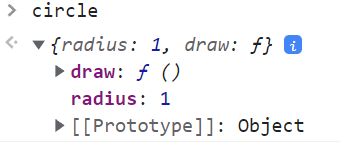 circle
{radius: 1, draw: ƒ} i
draw: ƒ ()
radius: 1
[[Prototype]]: Object